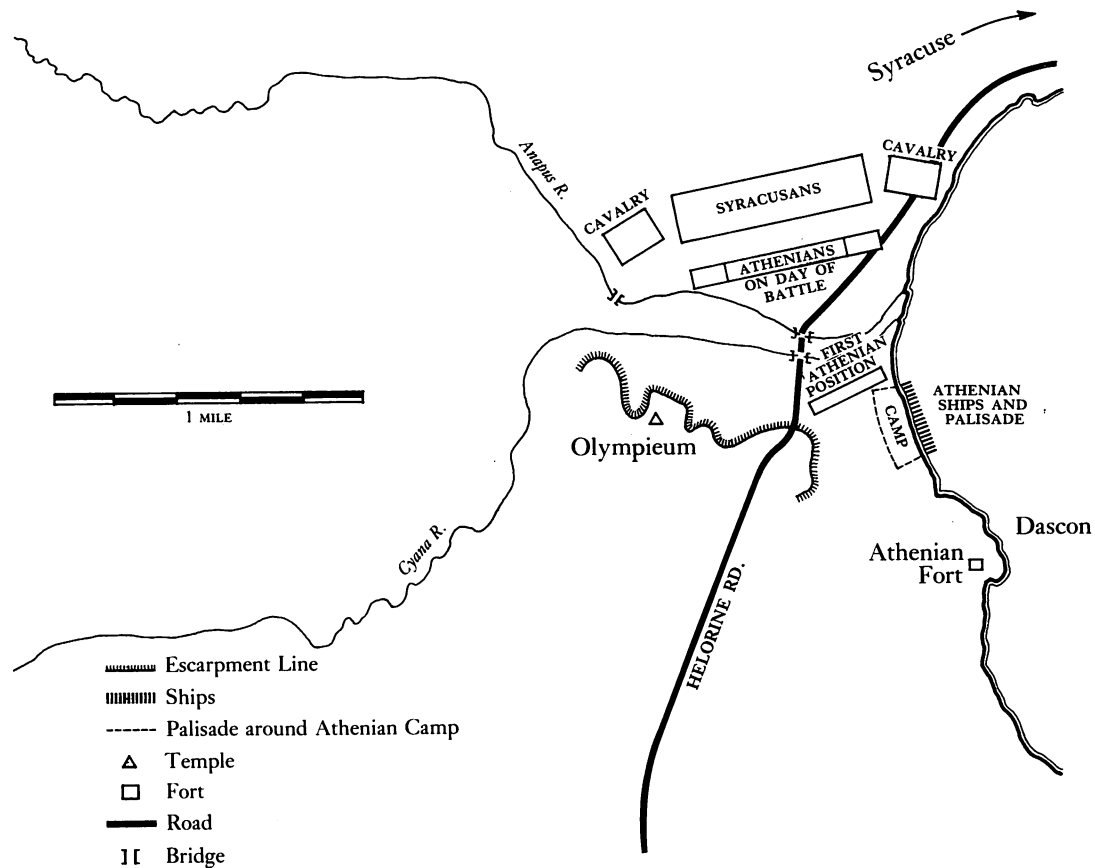 Syracuse
Anapus R.
CAVALRY
CAVALRY
SYRACUSANS
ATHENIANS
ON DAY OF
BATTLE
FIRST
ATHENIAN
POSITION
ATHENIAN
SHIPS AND
PALISADE
CAMP
1 MILE
Olympieum
Cyana R.
Dascon
Athenian
Fort
HELORINE RD.
Escarpment Line
Ships
Palisade around Athenian Camp
Temple
Fort
Road
Bridge